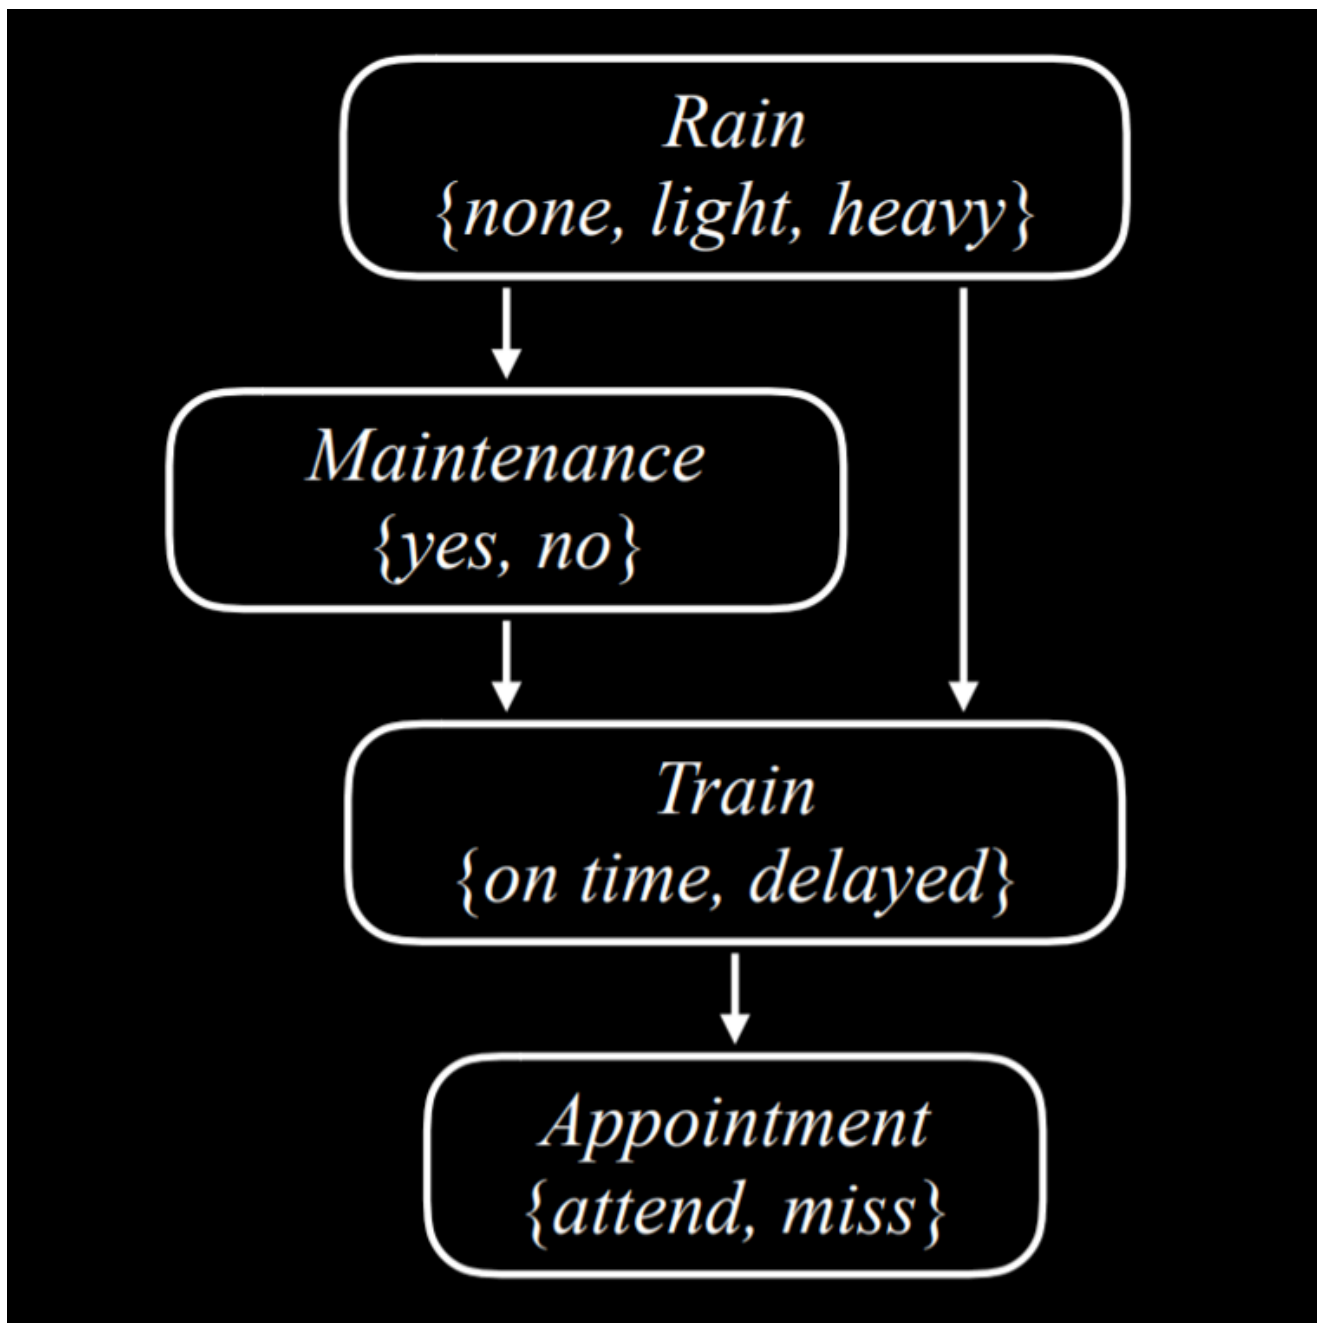 Rain
{none, light, heavy}
Maintenance
{yes, no}
Train
{on time, delayed}
Appointment
{attend, miss}